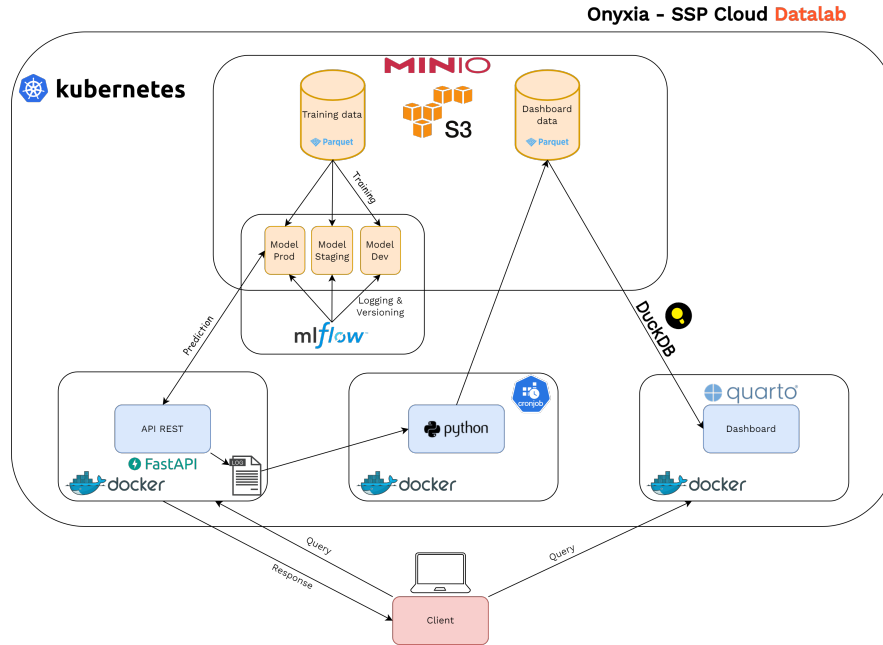 Onyxia - SSP Cloud Datalab
kubernetes
MINIO
Training data
Parquet
S3
Dashboard
data
Parquet
Training
Model
Prod
Model
Staging
Model
Dev
Logging &
Versioning
mlflow
Prediction
DuckDB
API REST
FastAPI
LOG
docker
cronjob
python
docker
quarto
Dashboard
docker
Query
Response
Query
Client